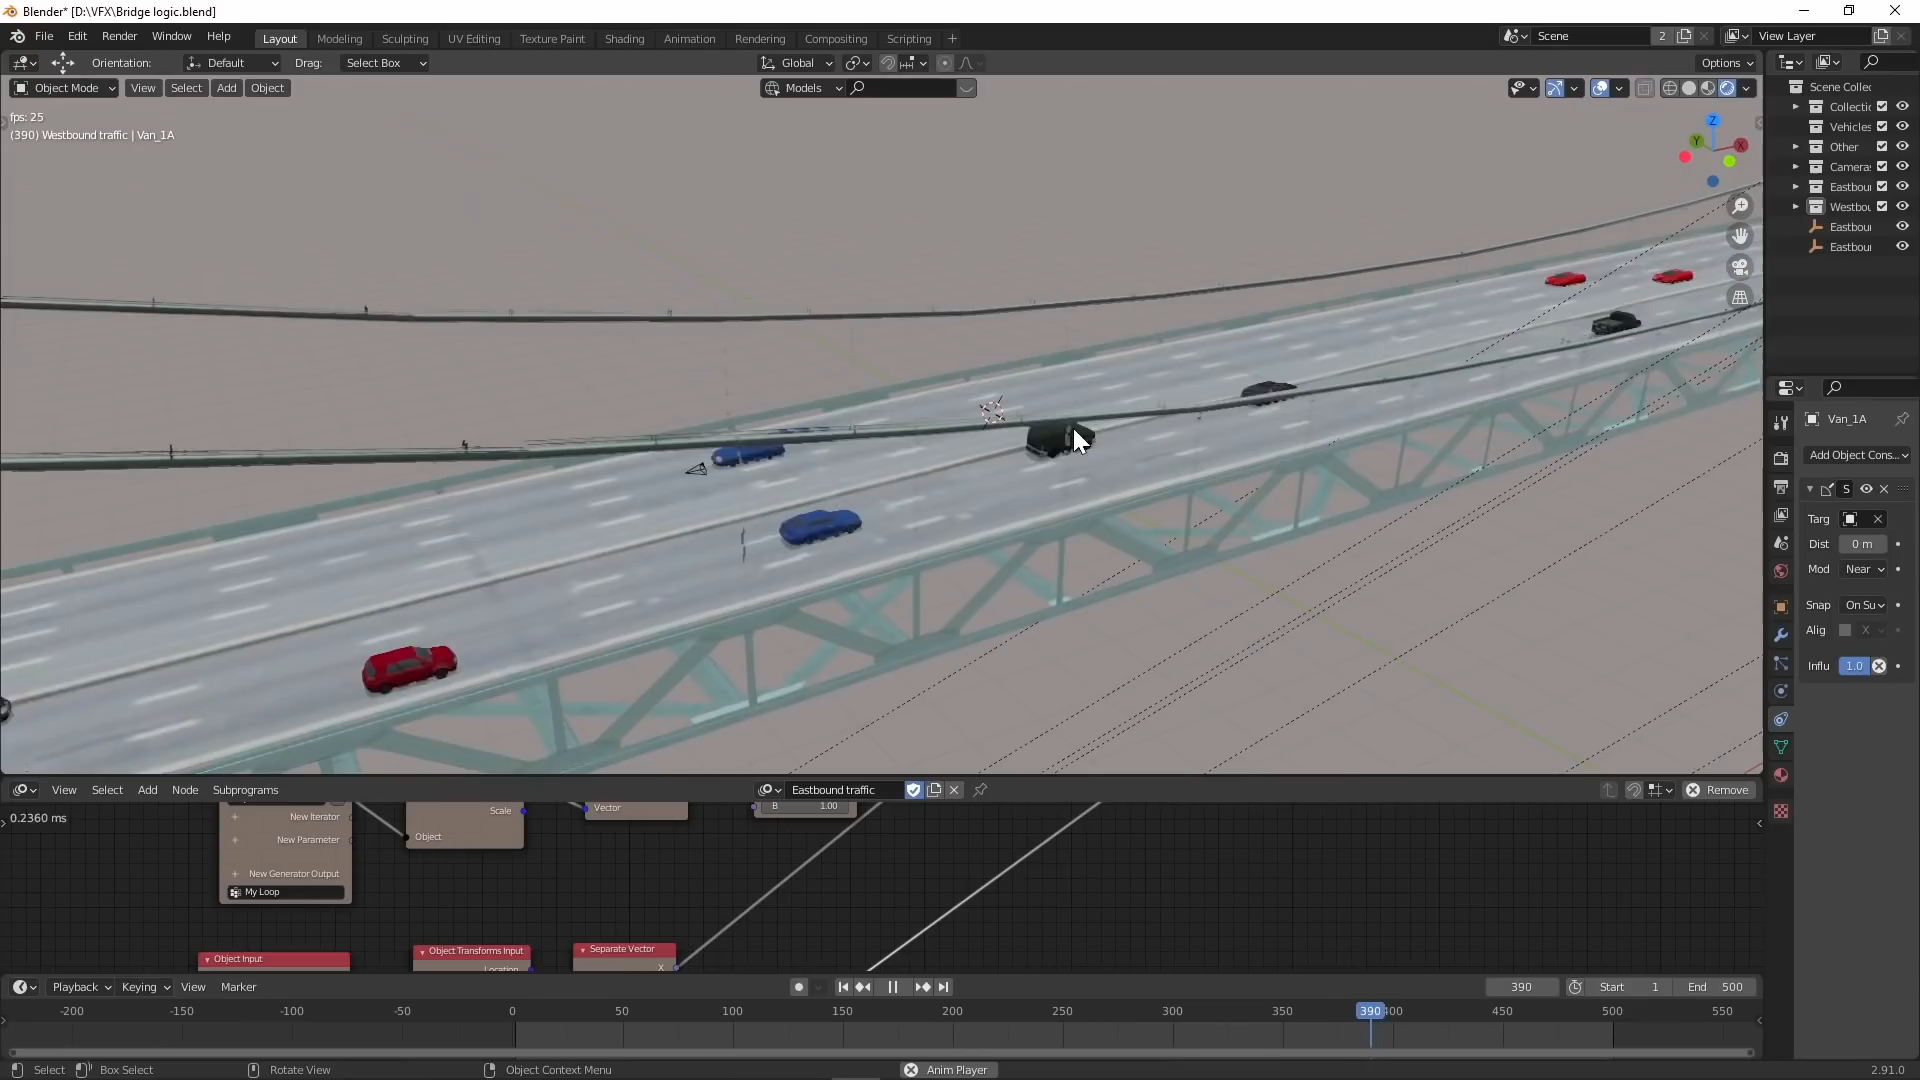 Blender* [D:\VFX\Bridge logic.blend]
File Edit Render Window Help
Layout Modeling Sculpting UV Editing Texture Paint Shading Animation Rendering Compositing Scripting
Scene 2
View Layer
Orientation: Default Drag: Select Box
Global
Options
Object Mode View Select Add Object
Models
fps: 25
(390) Westbound traffic | Van_1A
Z
Y
X
Scene Collec
Collectic
Vehicles
Other
Camera
Eastbou
Westbou
Eastbour
Eastbour
Van_1A
Add Object Cons...
S
Targ
Dist 0 m
Mod Near
Snap On Su
Alig X
Influ 1.0
View Select Add Node Subprograms
Eastbound traffic
Remove
0.2360 ms
New Iterator
New Parameter
New Generator Output
My Loop
Scale
Object
Vector
B 1.00
Object Input
Object Transforms Input
Location
Separate Vector
X
Playback Keying View Marker
390
Start 1
End 500
-200 -150 -100 -50 0 50 100 150 200 250 300 350 390 400 450 500 550
Select Box Select Rotate View Object Context Menu Anim Player 2.91.0